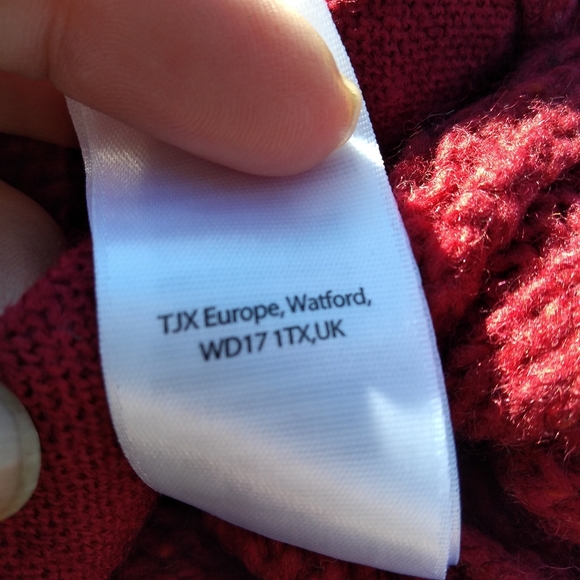 TJX Europe, Watford,
WD17 1TX,UK